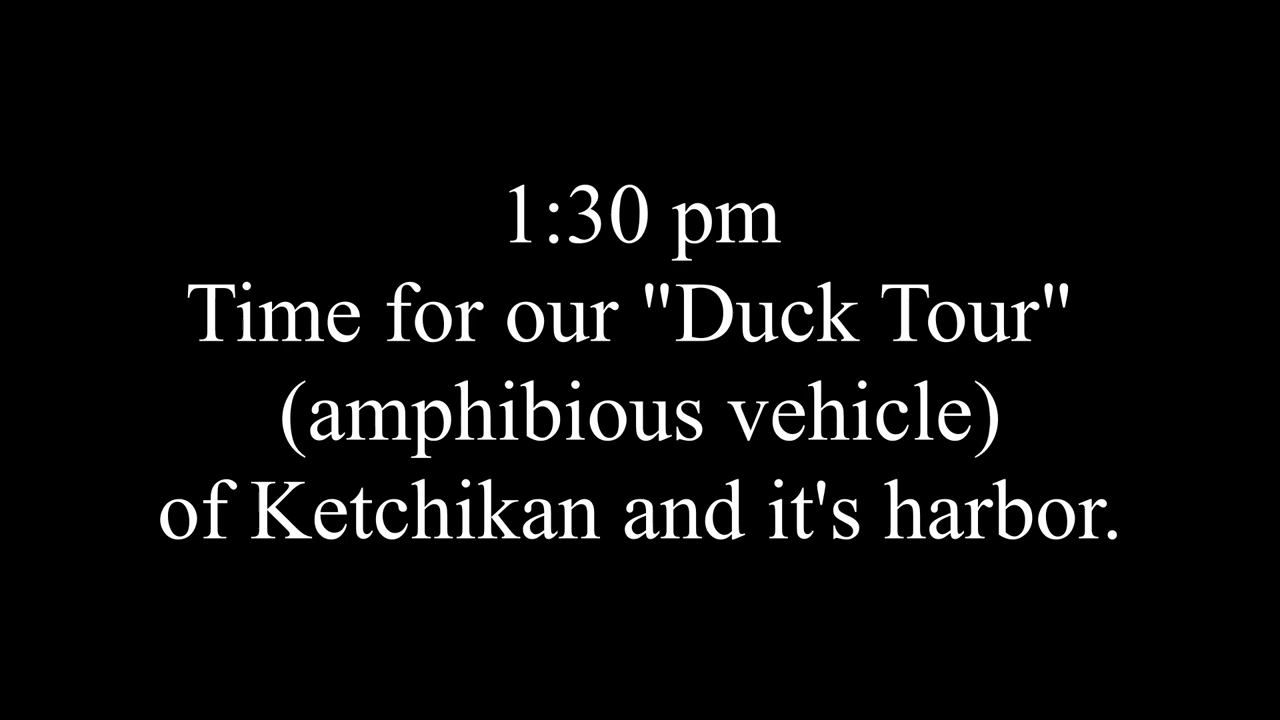 1:30 pm
Time for our "Duck Tour"
(amphibious vehicle)
of Ketchikan and it's harbor.